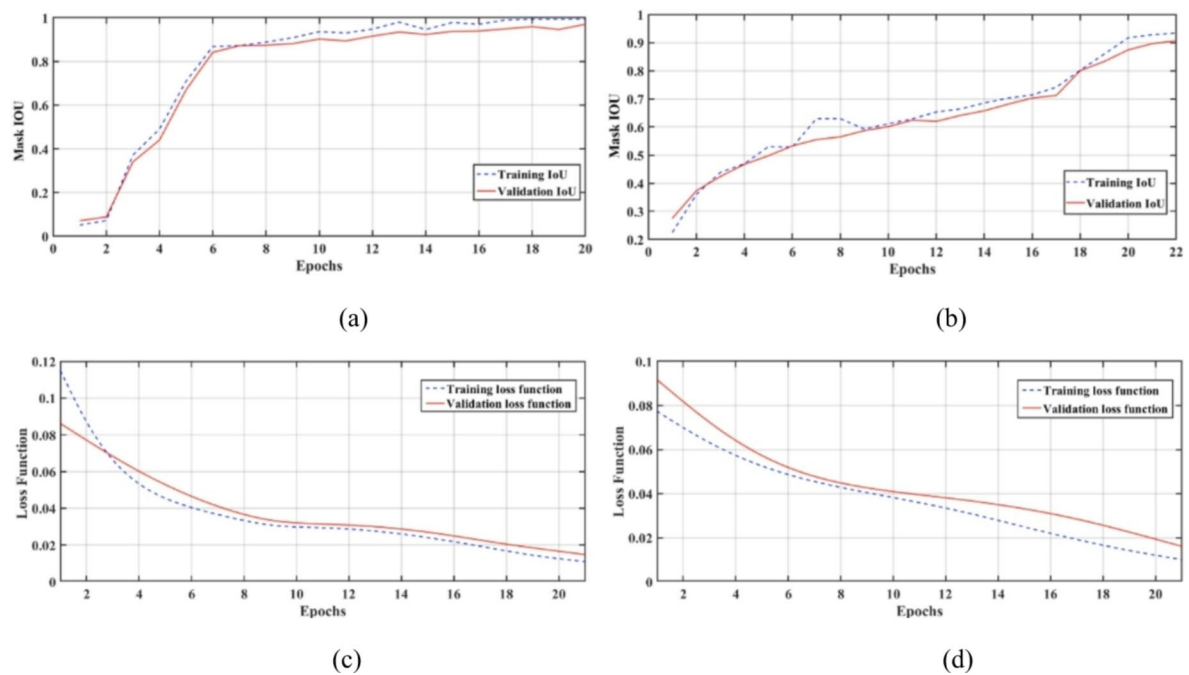 1
0.8
0.6
0.4
0.2
0
Mask IOU
Training IoU
Validation IoU
0 2 4 6 8 10 12 14 16 18 20
Epochs
(a)
1
0.9
0.8
0.7
0.6
0.5
0.4
0.3
0.2
Mask IOU
Training IoU
Validation IoU
0 2 4 6 8 10 12 14 16 18 20 22
Epochs
(b)
0.12
0.1
0.08
0.06
0.04
0.02
0
Loss Function
Training loss function
Validation loss function
2 4 6 8 10 12 14 16 18 20
Epochs
(c)
0.1
0.08
0.06
0.04
0.02
0
Loss Function
Training loss function
Validation loss function
2 4 6 8 10 12 14 16 18 20
Epochs
(d)